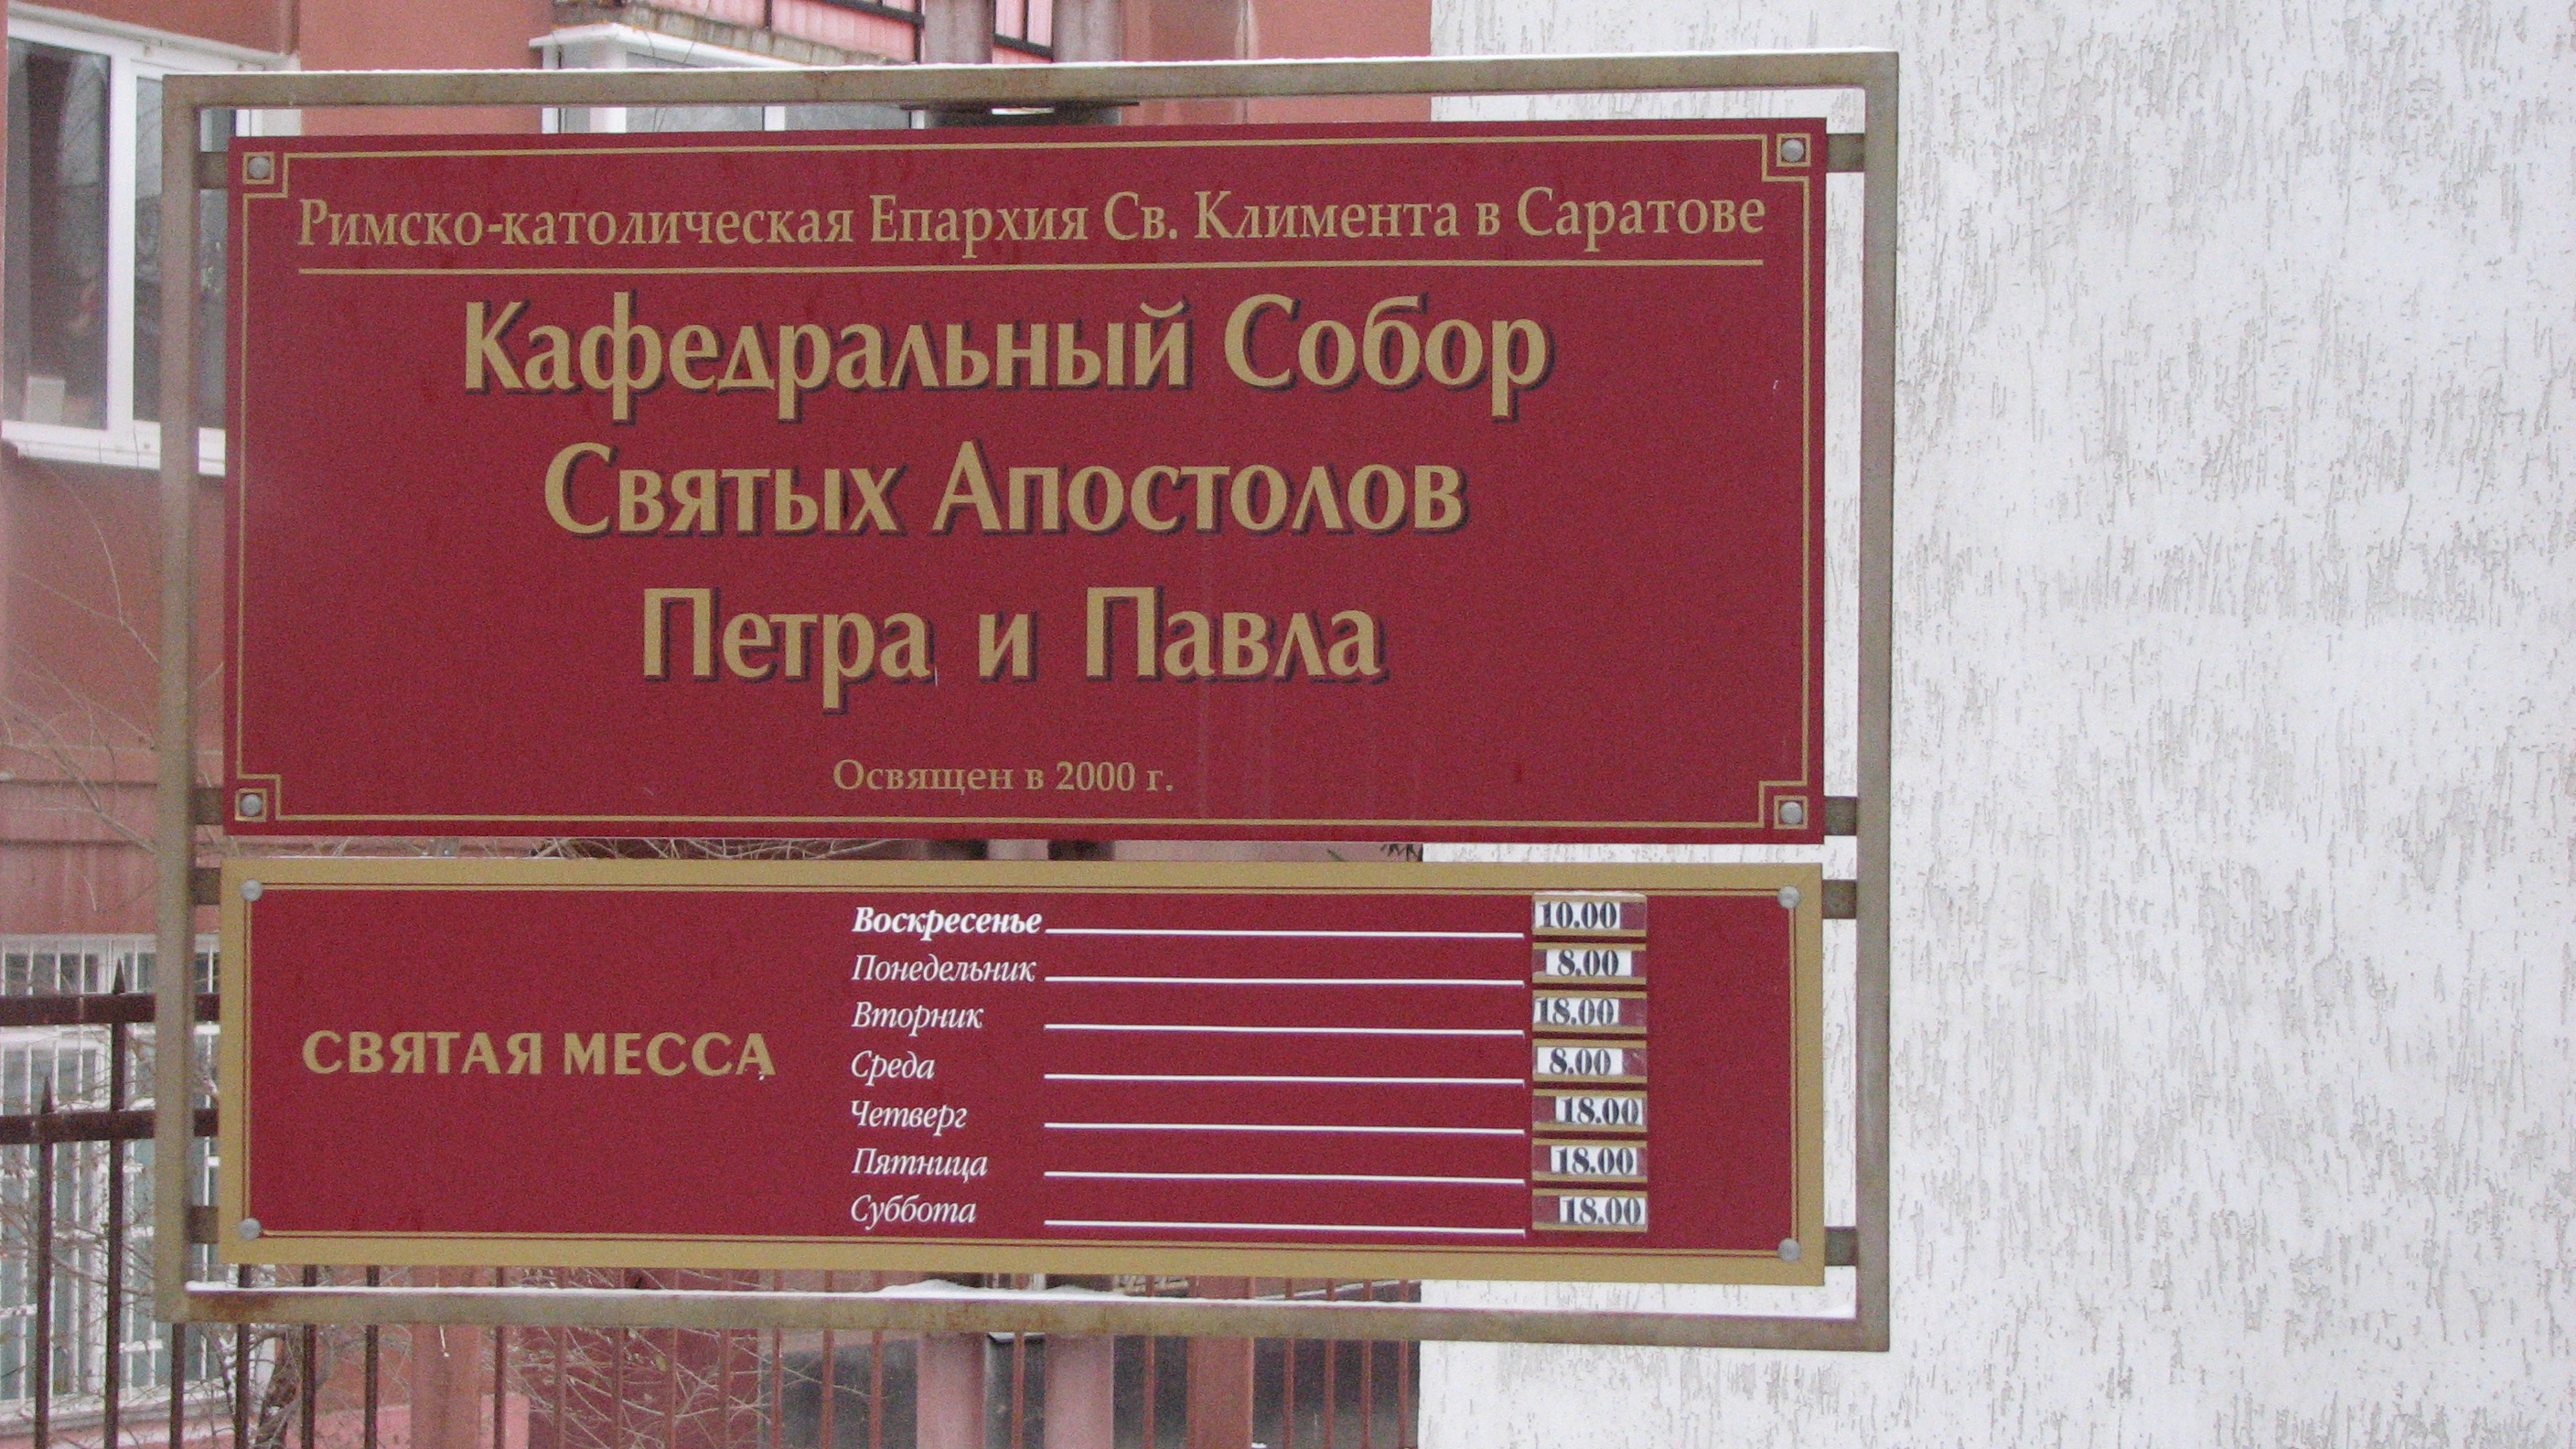 Римско-католическая Епархия Св. Климента в Саратове
Кафедральный Собор
Святых Апостолов
Петра и Павла
Освящен в 2000 г.
СВЯТАЯ МЕССА
Воскресенье 10.00
Понедельник 8.00
Вторник 18.00
Среда 8.00
Четверг 18.00
Пятница 18.00
Суббота 18.00